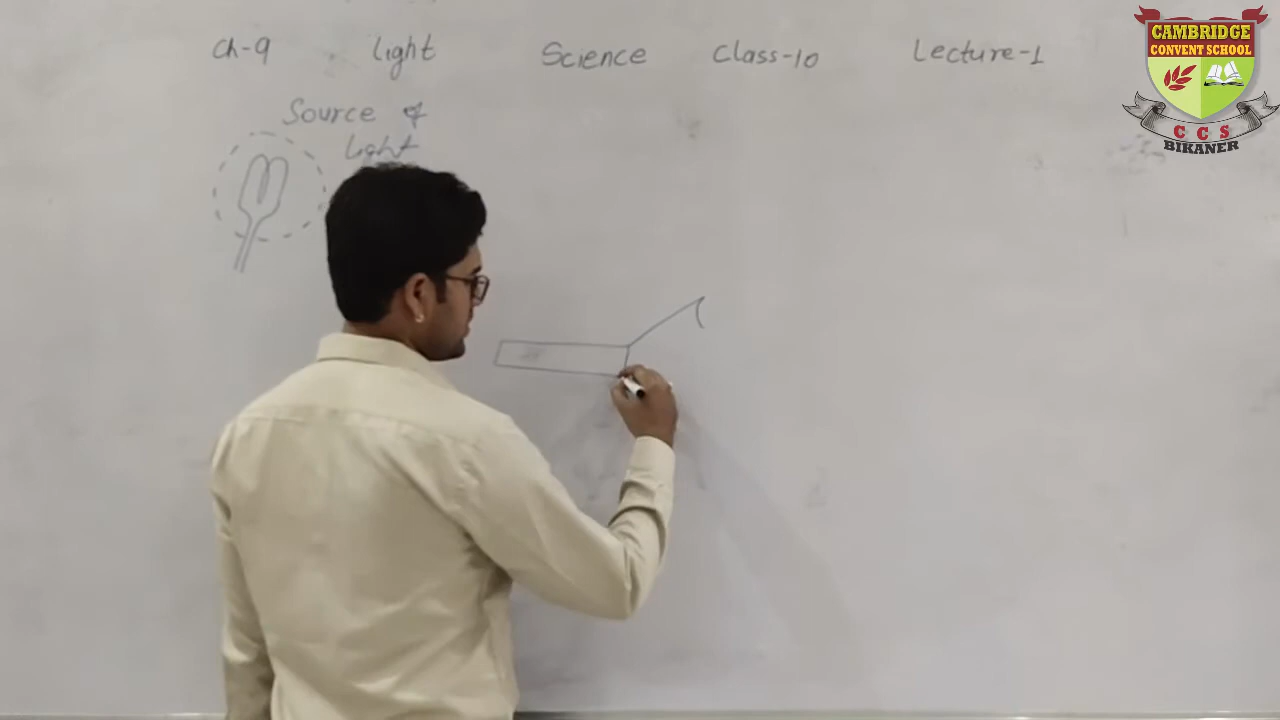 Ch-9 Light Science Class-10 Lecture-1
Source of
Light
CAMBRIDGE
CONVENT SCHOOL
C C S
BIKANER